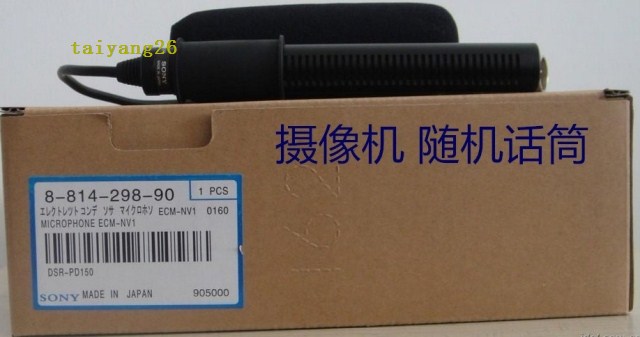 taiyang26
SONY
摄像机 随机话筒
8-814-298-90
1 PCS
エレクトレツトコンデ ンサ マイクロホン ECM-NV1 0160
MICROPHONE ECM-NV1
DSR-PD150
SONY MADE IN JAPAN 905000
162